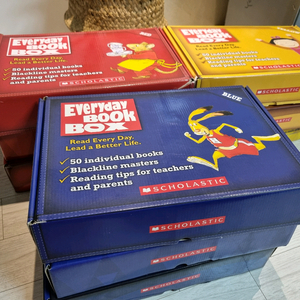 Everyday
BOOK
BOX
Read Every Day.
Lead a Better Life.
50 individual books
Blackline masters
Reading tips for teachers
and parents
SCHOLASTIC
Everyday
BOOK
BOX
SCHOLASTIC
Everyday
BOOK
BOX
BLUE
Read Every Day.
Lead a Better Life.
50 individual books
Blackline masters
Reading tips for teachers
and parents
SCHOLASTIC
SCHOLASTIC
SCHOLASTIC
SCHOLASTIC